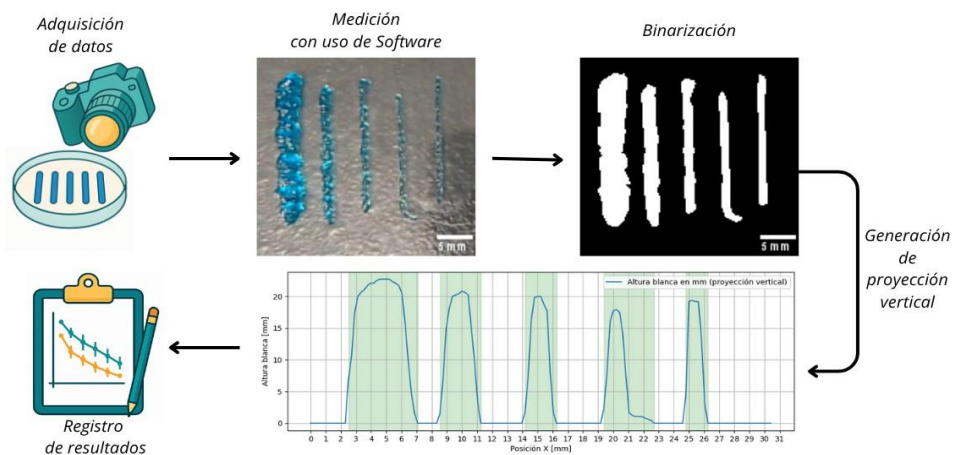 Adquisición
de datos
Medición
con uso de Software
Binarización
5 mm
5 mm
Generación
de
proyección
vertical
Altura blanca en mm (proyección vertical)
Altura blanca [mm]
20
15
10
5
0
0 1 2 3 4 5 6 7 8 9 10 11 12 13 14 15 16 17 18 19 20 21 22 23 24 25 26 27 28 29 30 31
Posición X [mm]
Registro
de resultados